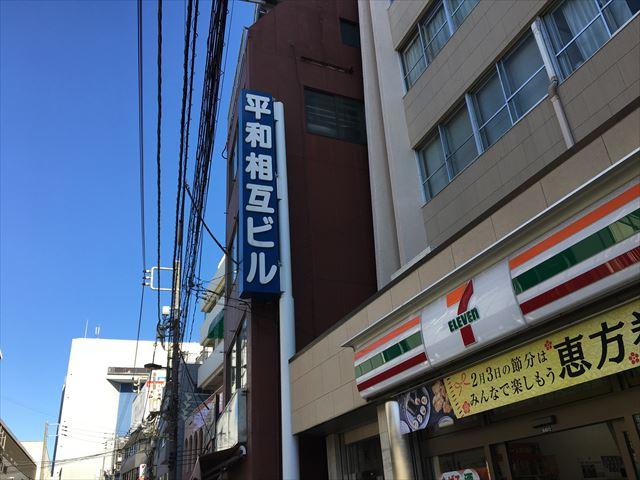 平和相互ビル
7
ELEVEN
2月3日の節分は
みんなで楽しもう
恵方